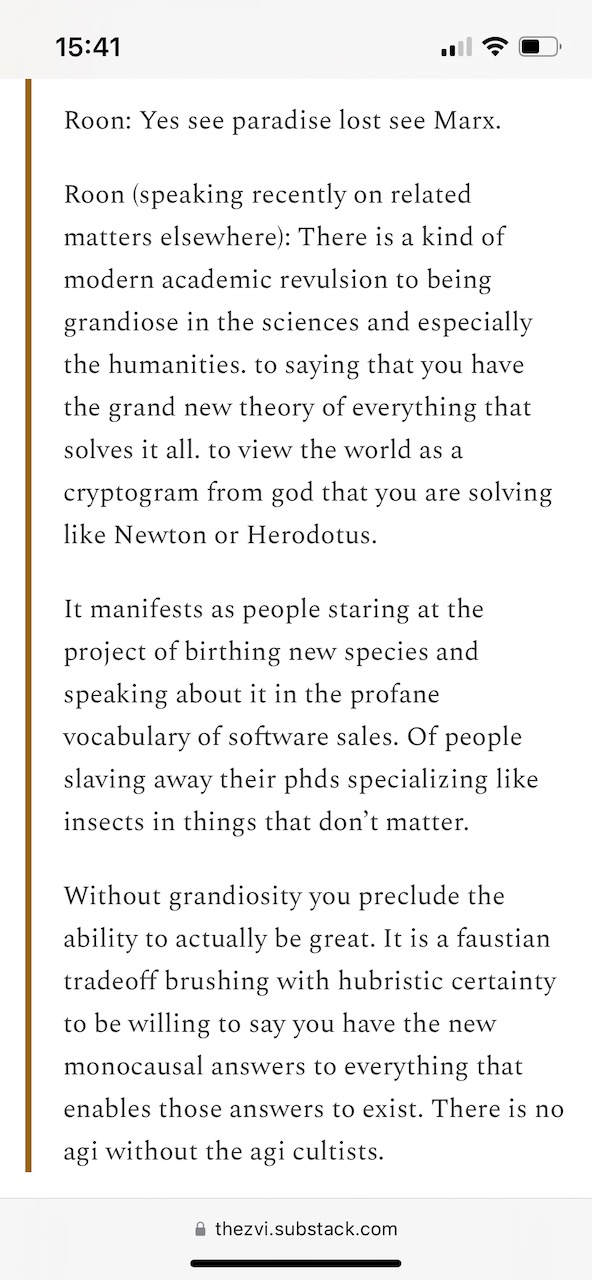 15:41
Roon: Yes see paradise lost see Marx.
Roon (speaking recently on related
matters elsewhere): There is a kind of
modern academic revulsion to being
grandiose in the sciences and especially
the humanities. to saying that you have
the grand new theory of everything that
solves it all. to view the world as a
cryptogram from god that you are solving
like Newton or Herodotus.
It manifests as people staring at the
project of birthing new species and
speaking about it in the profane
vocabulary of software sales. Of people
slaving away their phds specializing like
insects in things that don’t matter.
Without grandiosity you preclude the
ability to actually be great. It is a faustian
tradeoff brushing with hubristic certainty
to be willing to say you have the new
monocausal answers to everything that
enables those answers to exist. There is no
agi without the agi cultists.
thezvi.substack.com